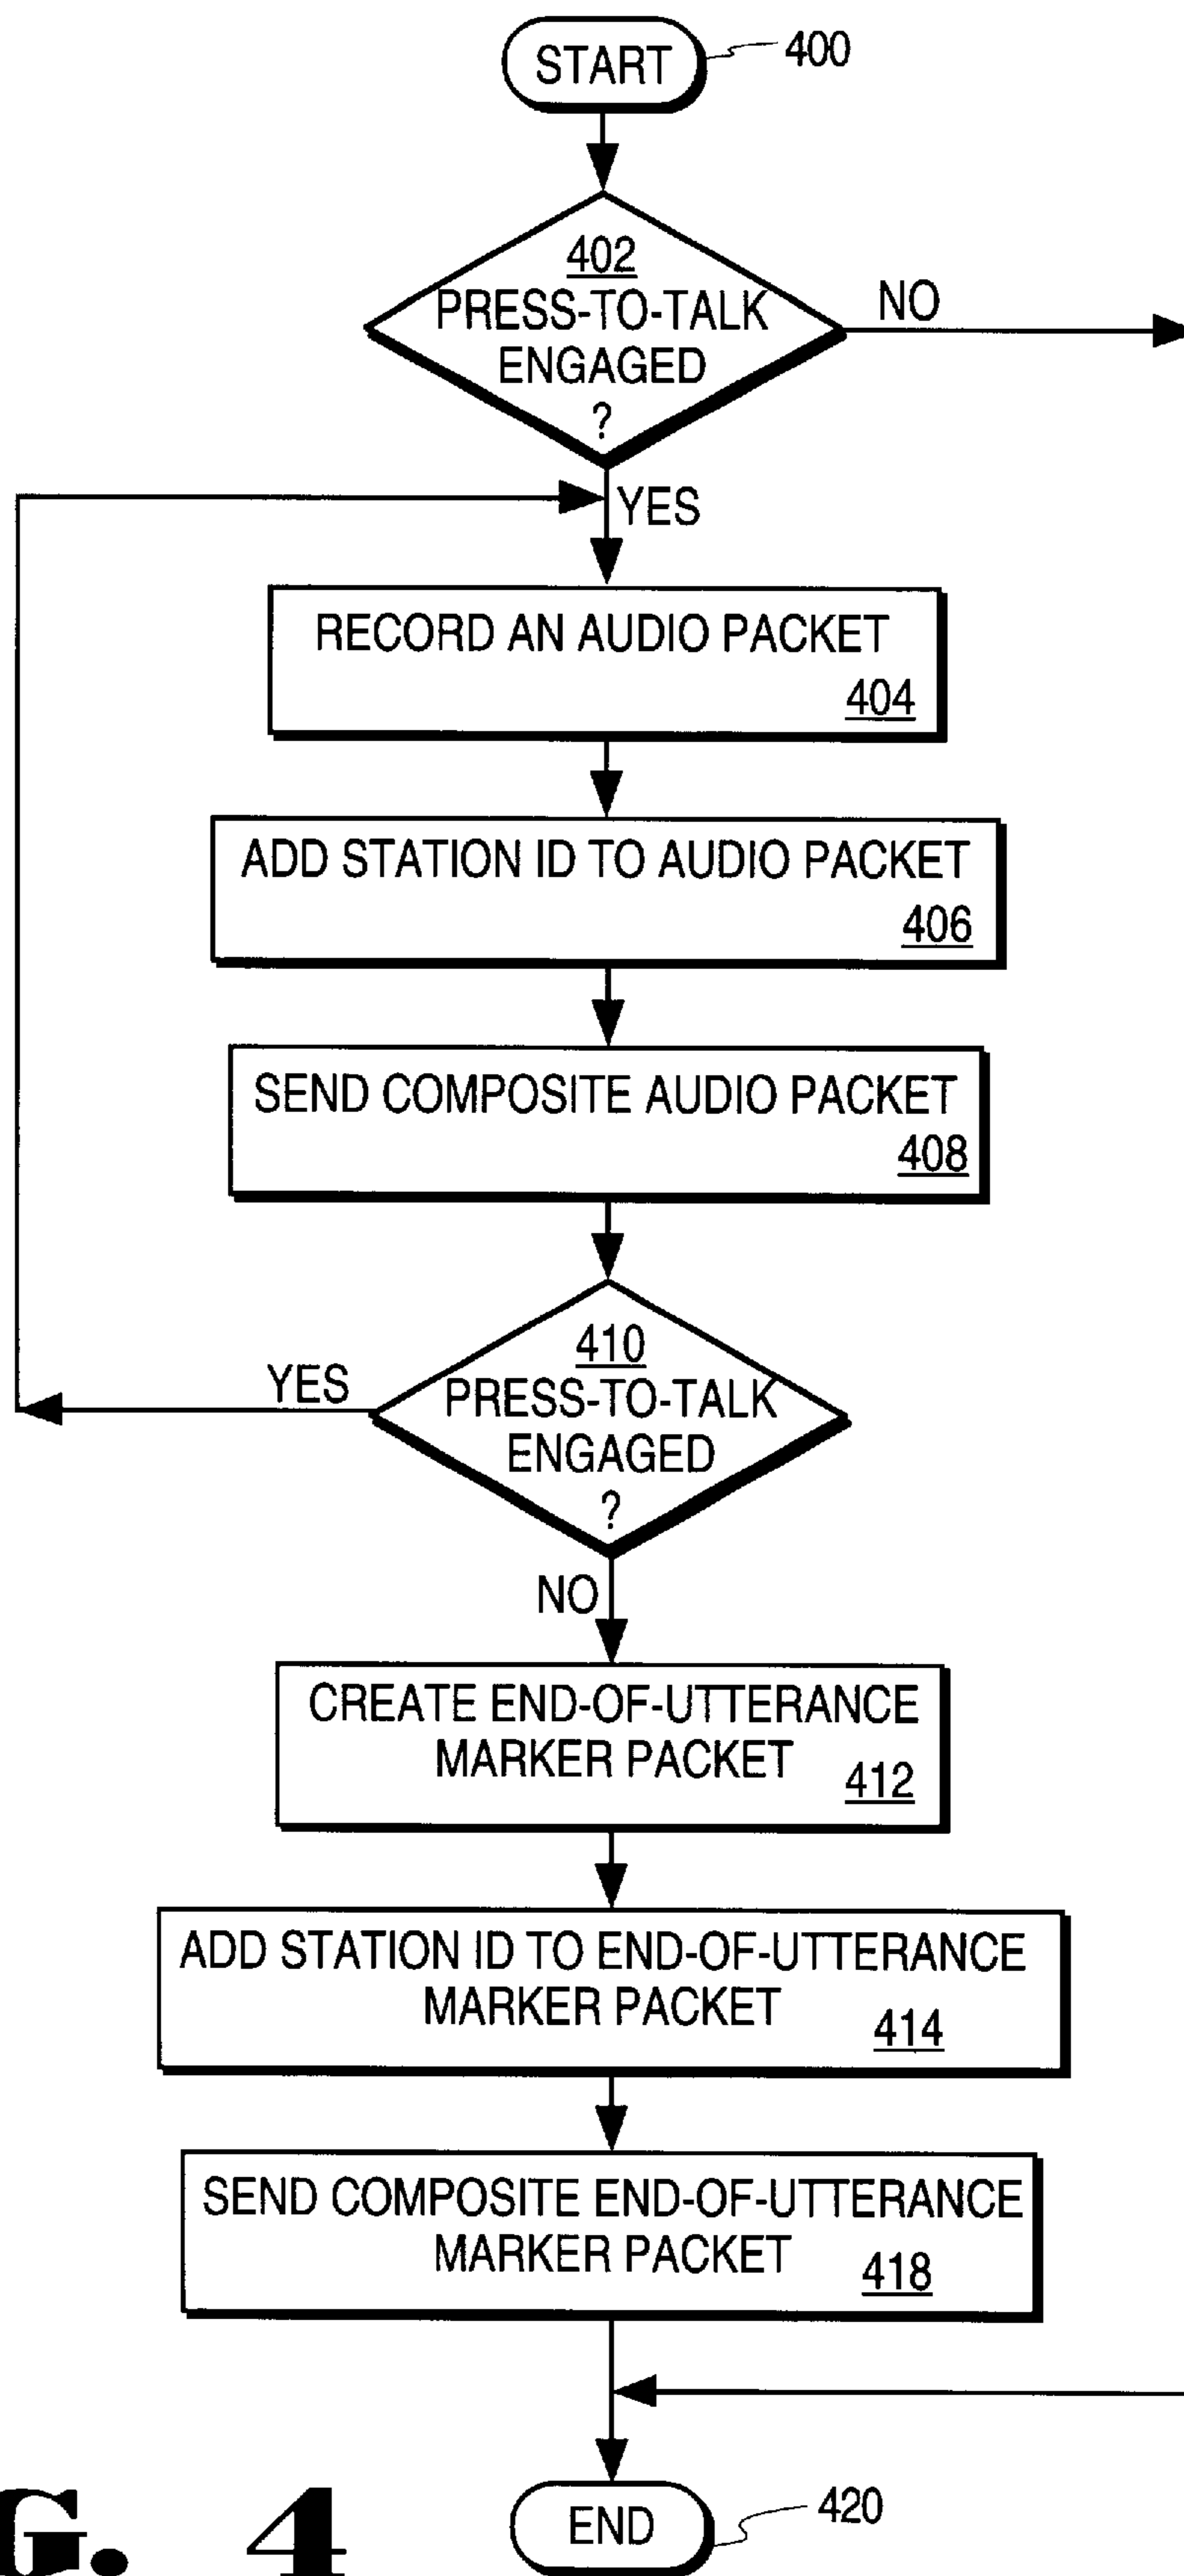 START
400
402
PRESS-TO-TALK
ENGAGED
?
NO
YES
RECORD AN AUDIO PACKET
404
ADD STATION ID TO AUDIO PACKET
406
SEND COMPOSITE AUDIO PACKET
408
410
PRESS-TO-TALK
ENGAGED
?
YES
NO
CREATE END-OF-UTTERANCE
MARKER PACKET
412
ADD STATION ID TO END-OF-UTTERANCE
MARKER PACKET
414
SEND COMPOSITE END-OF-UTTERANCE
MARKER PACKET
418
END
420
G. 4